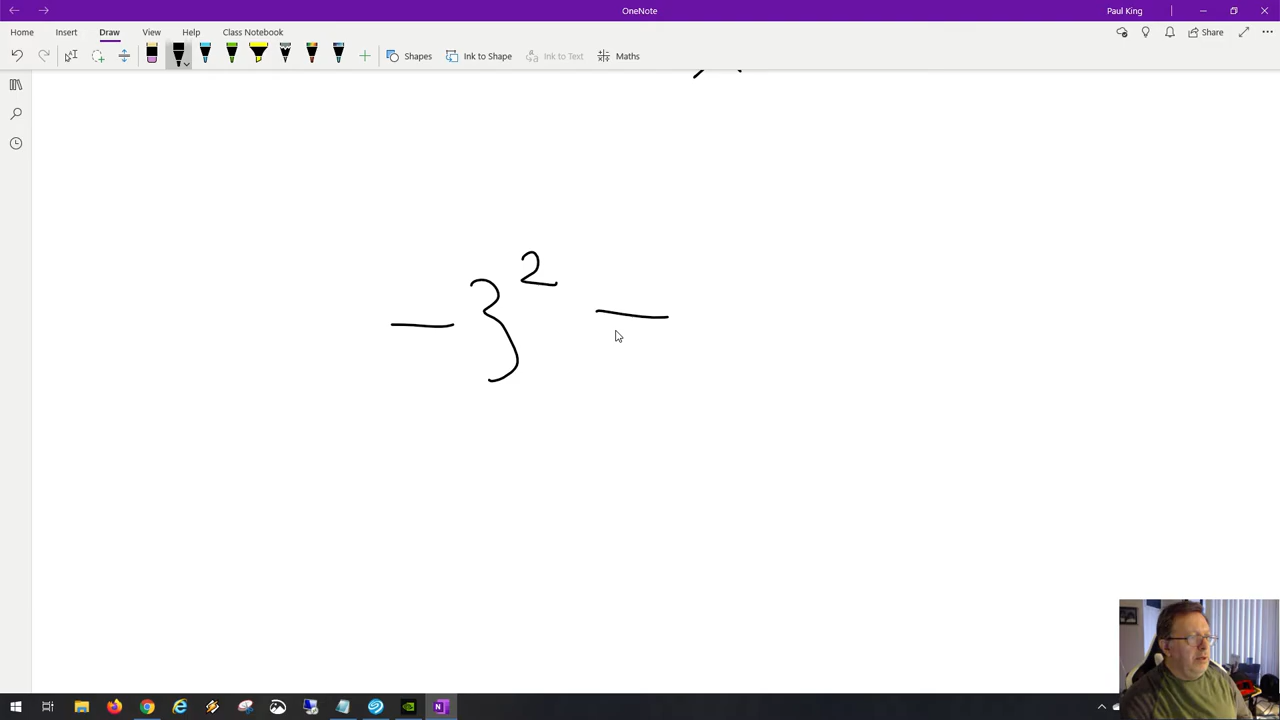 OneNote
Paul King
Home Insert Draw View Help Class Notebook
Share
Shapes Ink to Shape Ink to Text Maths
-3² -